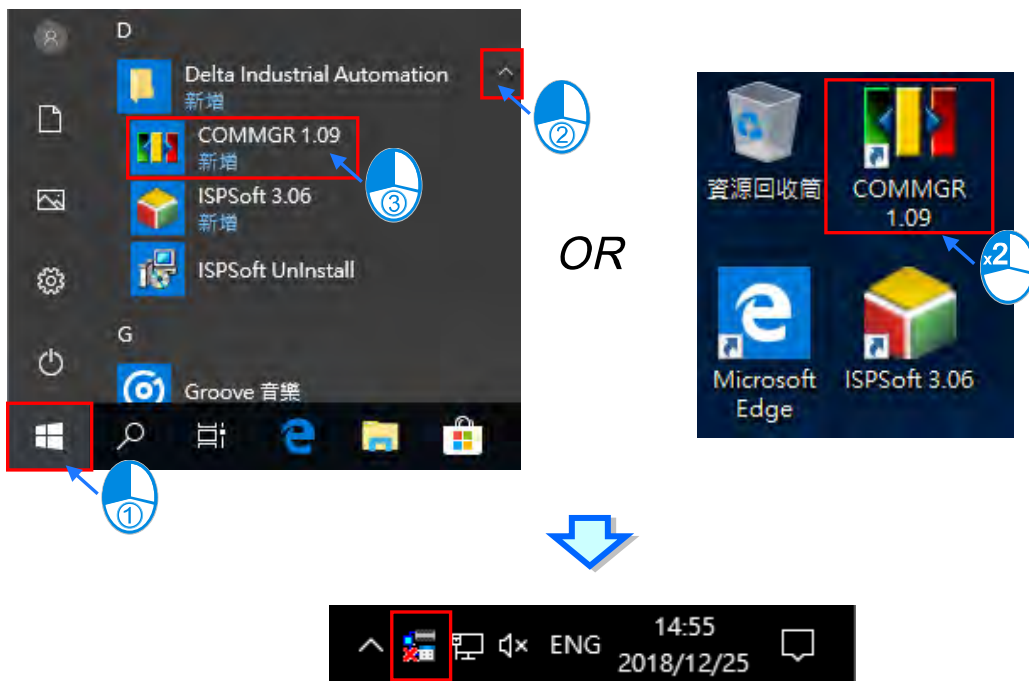 D
Delta Industrial Automation
新增
②
COMMGR 1.09
新增
③
ISPSoft 3.06
新增
ISPSoft UnInstall
G
Groove 音樂
①
OR
資源回收筒
COMMGR
1.09
x2
Microsoft
Edge
ISPSoft 3.06
ENG
14:55
2018/12/25